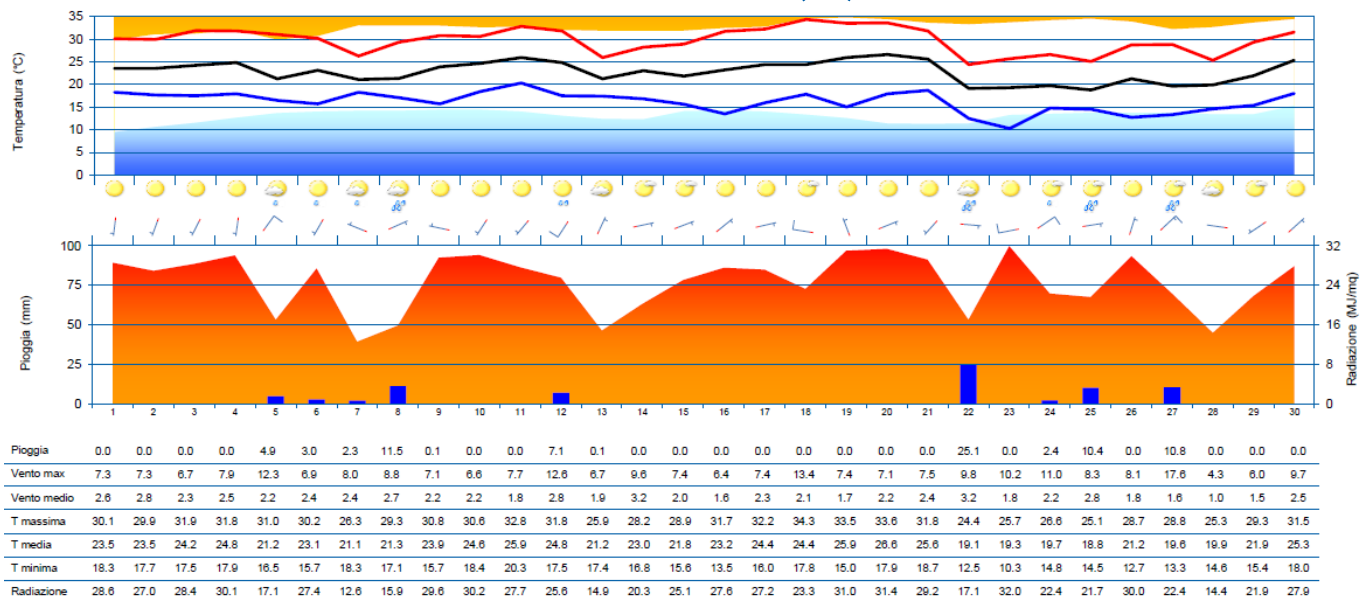 35
30
25
20
15
10
5
0
Temperatura (°C)
100
75
50
25
0
Pioggia (mm)
32
24
16
8
0
Radiazione (MJ/mq)
1 2 3 4 5 6 7 8 9 10 11 12 13 14 15 16 17 18 19 20 21 22 23 24 25 26 27 28 29 30
Pioggia 0.0 0.0 0.0 0.0 4.9 3.0 2.3 11.5 0.1 0.0 0.0 7.1 0.1 0.0 0.0 0.0 0.0 0.0 0.0 0.0 0.0 25.1 0.0 2.4 10.4 0.0 10.8 0.0 0.0 0.0
Vento max 7.3 7.3 6.7 7.9 12.3 6.9 8.0 8.8 7.1 6.6 7.7 12.6 6.7 9.6 7.4 6.4 7.4 13.4 7.4 7.1 7.5 9.8 10.2 11.0 8.3 8.1 17.6 4.3 6.0 9.7
Vento medio 2.6 2.8 2.3 2.5 2.2 2.4 2.4 2.7 2.2 2.2 1.8 2.8 1.9 3.2 2.0 1.6 2.3 2.1 1.7 2.2 2.4 3.2 1.8 2.2 2.8 1.8 1.6 1.0 1.5 2.5
T massima 30.1 29.9 31.9 31.8 31.0 30.2 26.3 29.3 30.8 30.6 32.8 31.8 25.9 28.2 28.9 31.7 32.2 34.3 33.5 33.6 31.8 24.4 25.7 26.6 25.1 28.7 28.8 25.3 29.3 31.5
T media 23.5 23.5 24.2 24.8 21.2 23.1 21.1 21.3 23.9 24.6 25.9 24.8 21.2 23.0 21.8 23.2 24.4 24.4 25.9 26.6 25.6 19.1 19.3 19.7 18.8 21.2 19.6 19.9 21.9 25.3
T minima 18.3 17.7 17.5 17.9 16.5 15.7 18.3 17.1 15.7 18.4 20.3 17.5 17.4 16.8 15.6 13.5 16.0 17.8 15.0 17.9 18.7 12.5 10.3 14.8 14.5 12.7 13.3 14.6 15.4 18.0
Radiazione 28.6 27.0 28.4 30.1 17.1 27.4 12.6 15.9 29.6 30.2 27.7 25.6 14.9 20.3 25.1 27.6 27.2 23.3 31.0 31.4 29.2 17.1 32.0 22.4 21.7 30.0 22.4 14.4 21.9 27.9